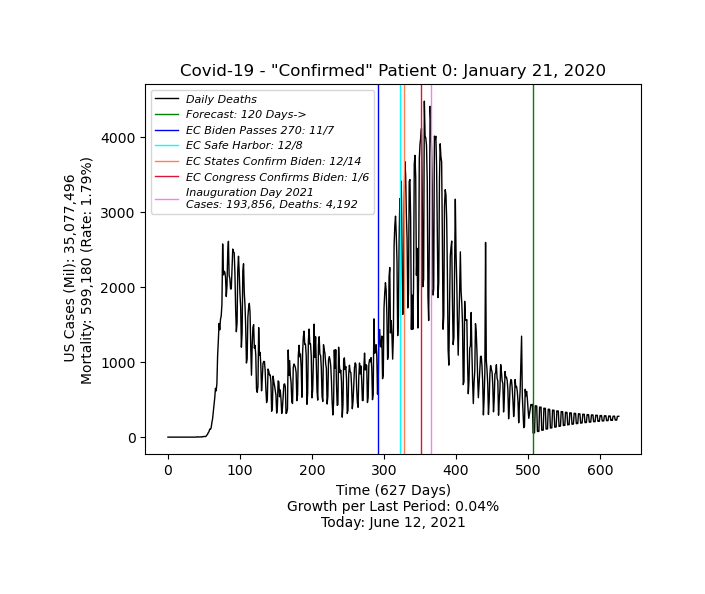 Covid-19 - "Confirmed" Patient 0: January 21, 2020
Daily Deaths
Forecast: 120 Days->
EC Biden Passes 270: 11/7
EC Safe Harbor: 12/8
EC States Confirm Biden: 12/14
EC Congress Confirms Biden: 1/6
Inauguration Day 2021
Cases: 193,856, Deaths: 4,192
US Cases (Mil): 35,077,496
Mortality: 599,180 (Rate: 1.79%)
4000
3000
2000
1000
0
0 100 200 300 400 500 600
Time (627 Days)
Growth per Last Period: 0.04%
Today: June 12, 2021